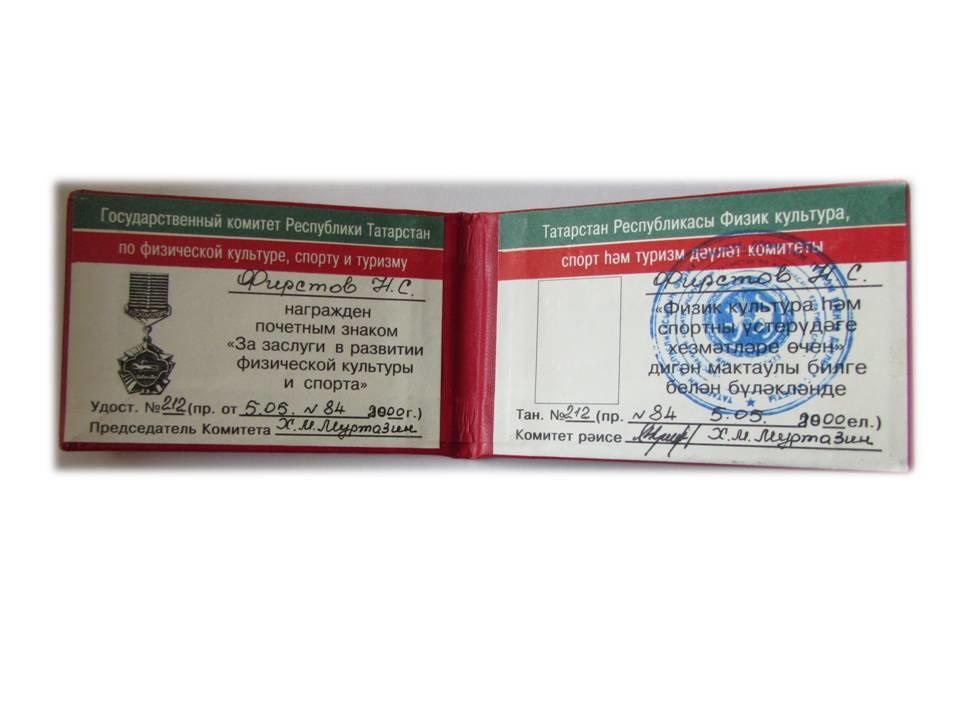 Государственный комитет Республики Татарстан
по физической культуре, спорту и туризму
Фирстов Н.С.
награжден
почетным знаком
«За заслуги в развитии
физической культуры
и спорта»
Удост. №212 (пр. от 5.05. №84 2000г.)
Председатель Комитета Х.М.Муртазин
Татарстан Республикасы Физик культура,
спорт һәм туризм дәүләт комитеты
Фирстов Н.С.
«Физик культура һәм
спортны үстерүдәге
хезмәтләре өчен»
дигән мактаулы билге
белән бүләкләнде
Тан. №212 (пр. №84 5.05. 2000ел.)
Комитет рәисе Х.М.Муртазин